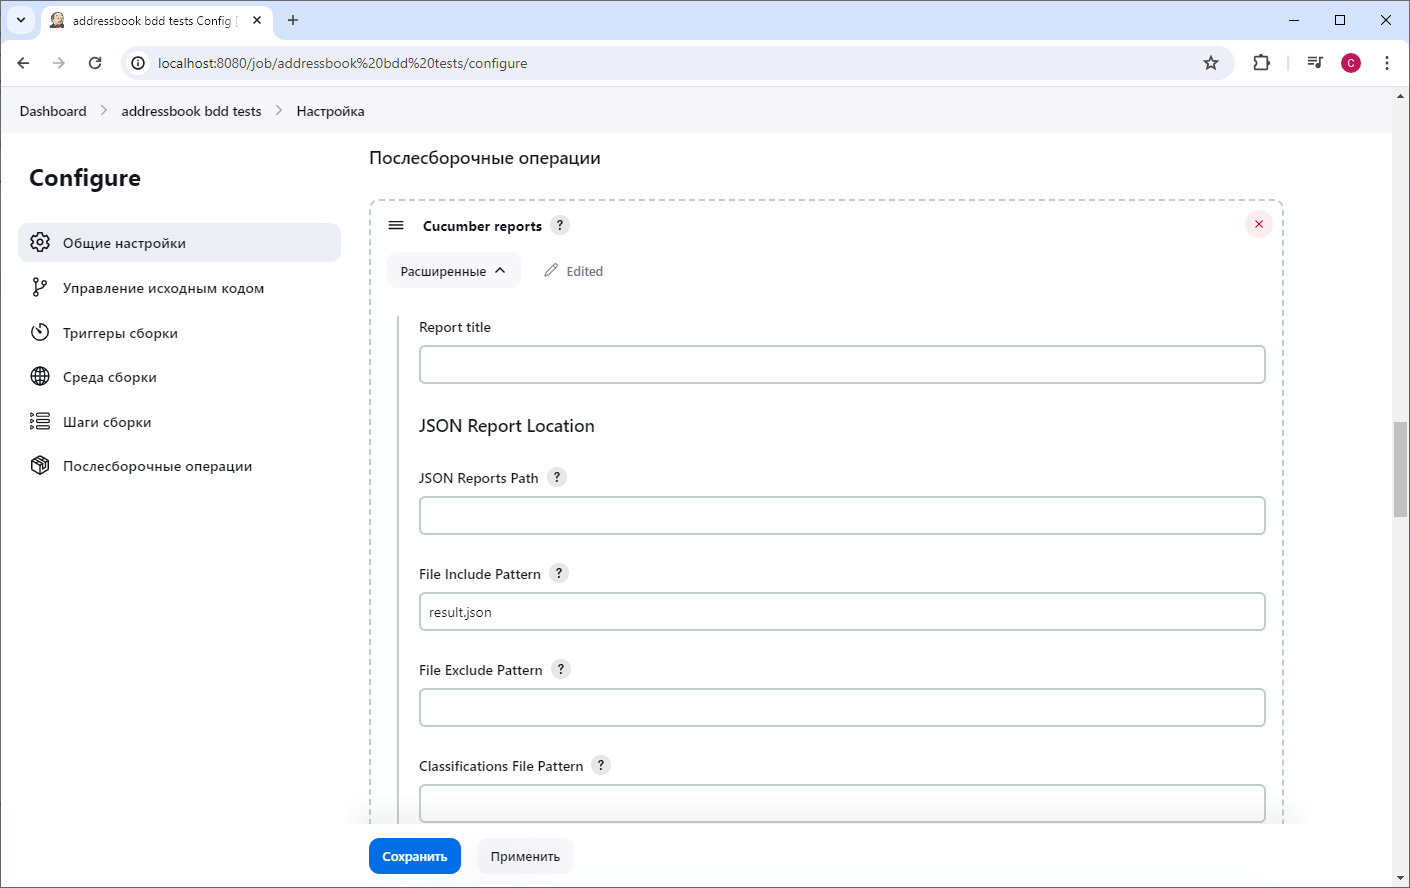 addressbook bdd tests Config [
localhost:8080/job/addressbook%20bdd%20tests/configure
C
Dashboard > addressbook bdd tests > Настройка
Configure
Общие настройки
Управление исходным кодом
Триггеры сборки
Среда сборки
Шаги сборки
Послесборочные операции
Послесборочные операции
Cucumber reports ?
Расширенные
Edited
Report title
JSON Report Location
JSON Reports Path ?
File Include Pattern ?
result.json
File Exclude Pattern ?
Classifications File Pattern ?
Сохранить
Применить